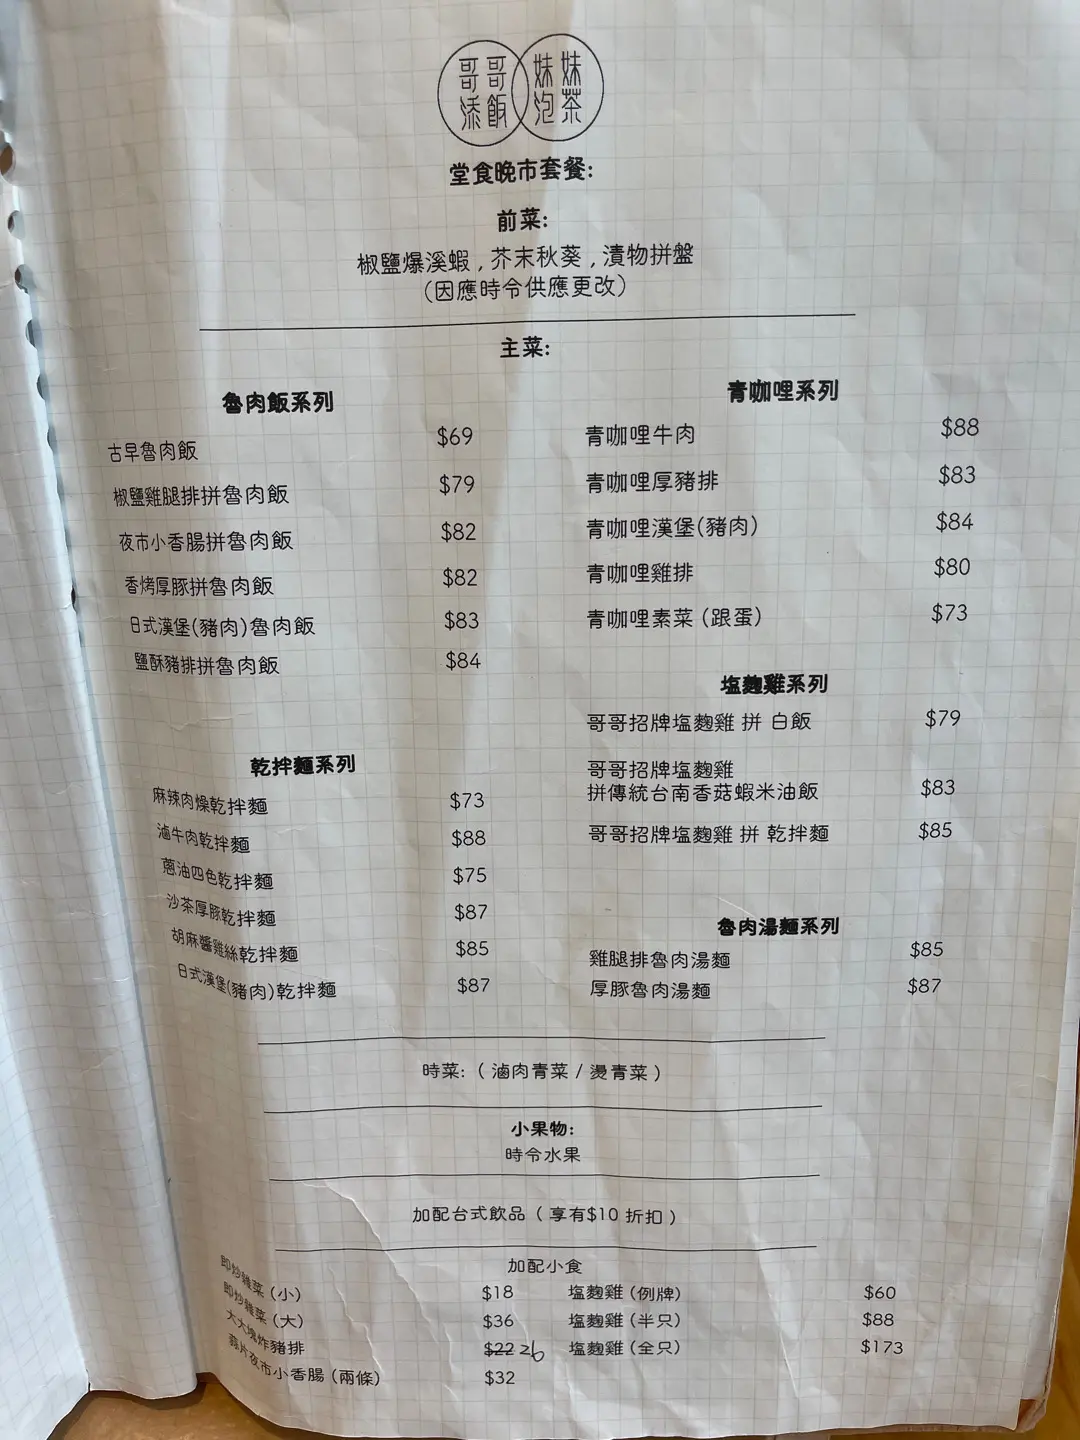 哥哥 妹妹
添飯 泡茶
堂食晚市套餐:
前菜:
椒鹽爆溪蝦 , 芥末秋葵 , 漬物拼盤
(因應時令供應更改)
主菜:
魯肉飯系列
古早魯肉飯 $69
椒鹽雞腿排拼魯肉飯 $79
夜市小香腸拼魯肉飯 $82
香烤厚豚拼魯肉飯 $82
日式漢堡(豬肉)魯肉飯 $83
鹽酥豬排拼魯肉飯 $84
乾拌麵系列
麻辣肉燥乾拌麵 $73
滷牛肉乾拌麵 $88
蔥油四色乾拌麵 $75
沙茶厚豚乾拌麵 $87
胡麻醬雞絲乾拌麵 $85
日式漢堡(豬肉)乾拌麵 $87
青咖哩系列
青咖哩牛肉 $88
青咖哩厚豬排 $83
青咖哩漢堡(豬肉) $84
青咖哩雞排 $80
青咖哩素菜 (跟蛋) $73
塩麴雞系列
哥哥招牌塩麴雞 拼 白飯 $79
哥哥招牌塩麴雞
拼傳統台南香菇蝦米油飯 $83
哥哥招牌塩麴雞 拼 乾拌麵 $85
魯肉湯麵系列
雞腿排魯肉湯麵 $85
厚豚魯肉湯麵 $87
時菜: ( 滷肉青菜 / 燙青菜 )
小果物:
時令水果
加配台式飲品 ( 享有$10 折扣 )
加配小食
即炒雜菜 (小) $18
即炒雜菜 (大) $36
大大塊炸豬排 $22 26
蒜片夜市小香腸 (兩條) $32
塩麴雞 (例牌) $60
塩麴雞 (半只) $88
塩麴雞 (全只) $173